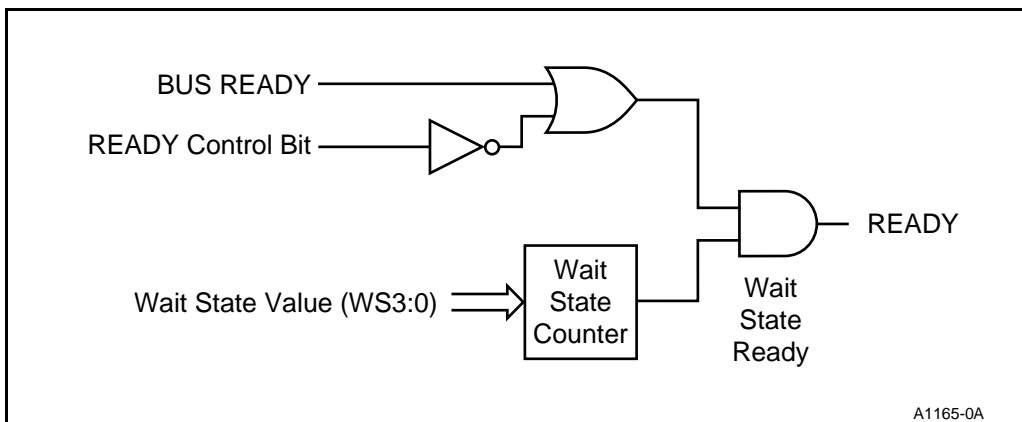 BUS READY
READY Control Bit
READY
Wait State Value (WS3:0)
Wait
State
Counter
Wait
State
Ready
A1165-0A